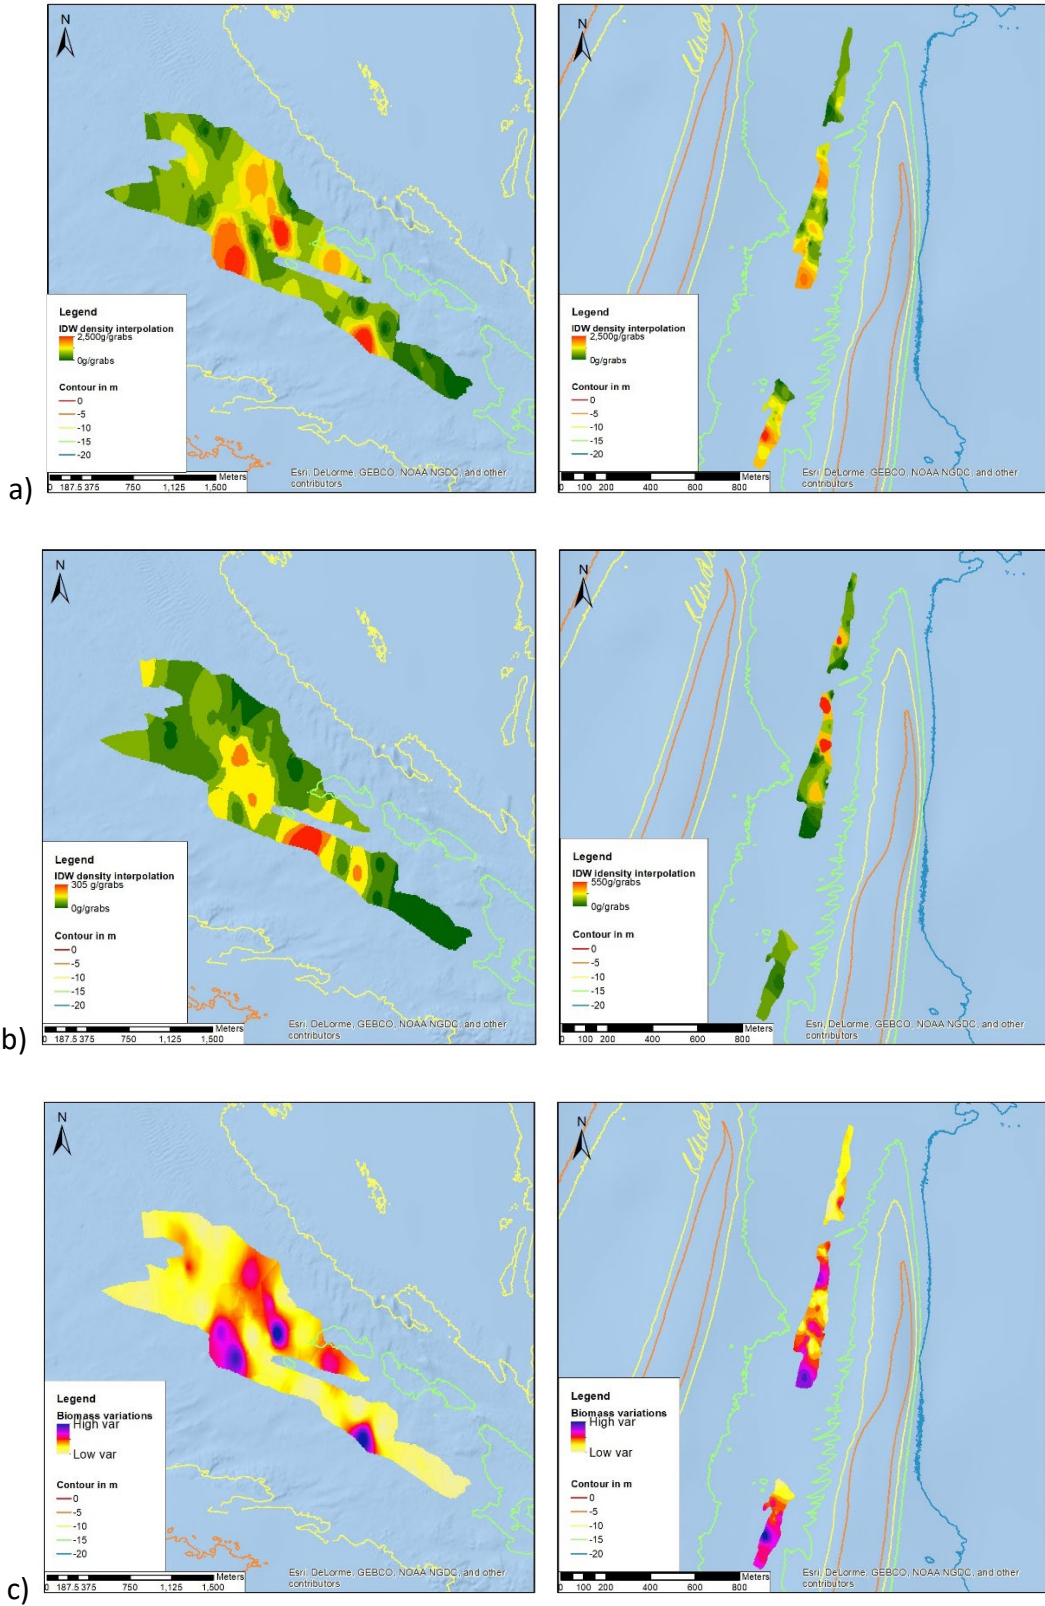 N
Legend
IDW density interpolation
2,500g/grabs
0g/grabs
Contour in m
0
-5
-10
-15
-20
Meters
0 187.5 375 750 1,125 1,500
Esri, DeLorme, GEBCO, NOAA NGDC, and other
contributors
N
Legend
IDW density interpolation
2,500g/grabs
0g/grabs
Contour in m
0
-5
-10
-15
-20
Meters
0 100 200 400 600 800
Esri, DeLorme, GEBCO, NOAA NGDC, and other
contributors
a)
N
Legend
IDW density interpolation
305 g/grabs
0g/grabs
Contour in m
0
-5
-10
-15
-20
Meters
0 187.5 375 750 1,125 1,500
Esri, DeLorme, GEBCO, NOAA NGDC, and other
contributors
N
Legend
IDW idensity interpolation
550g/grabs
0g/grabs
Contour in m
0
-5
-10
-15
-20
Meters
0 100 200 400 600 800
Esri, DeLorme, GEBCO, NOAA NGDC, and other
contributors
b)
N
Legend
Biomass variations
High var
Low var
Contour in m
0
-5
-10
-15
-20
Meters
0 187.5 375 750 1,125 1,500
Esri, DeLorme, GEBCO, NOAA NGDC, and other
contributors
N
Legend
Biomass variations
High var
Low var
Contour in m
0
-5
-10
-15
-20
Meters
0 100 200 400 600 800
Esri, DeLorme, GEBCO, NOAA NGDC, and other
contributors
c)